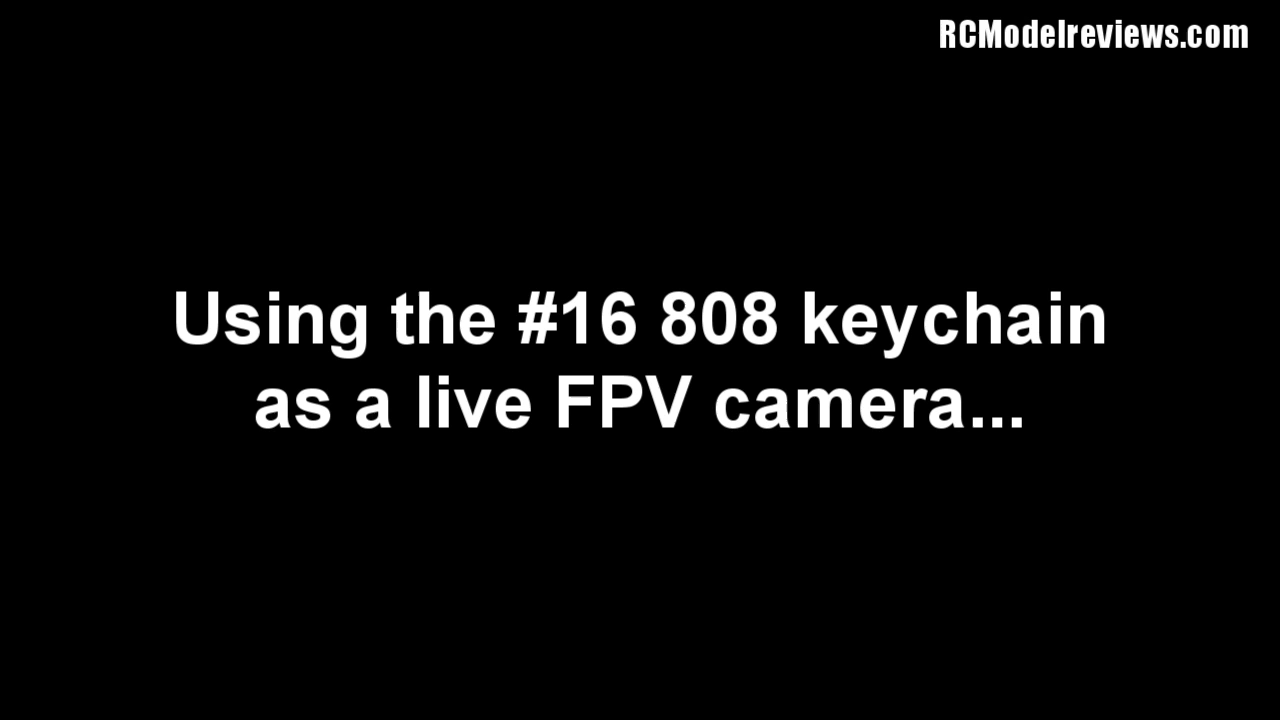 RCModelreviews.com
Using the #16 808 keychain
as a live FPV camera...